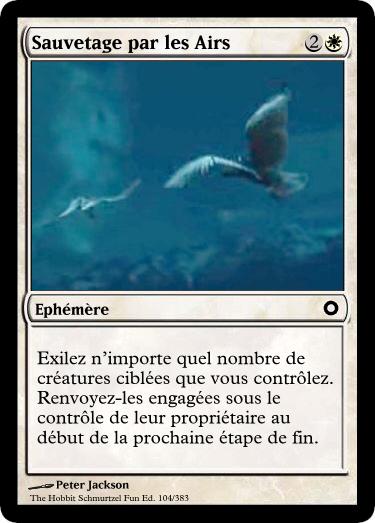 Sauvetage par les Airs 2
Ephémère
Exilez n'importe quel nombre de
créatures ciblées que vous contrôlez.
Renvoyez-les engagées sous le
contrôle de leur propriétaire au
début de la prochaine étape de fin.
Peter Jackson
The Hobbit Schmurtzel Fun Ed. 104/383